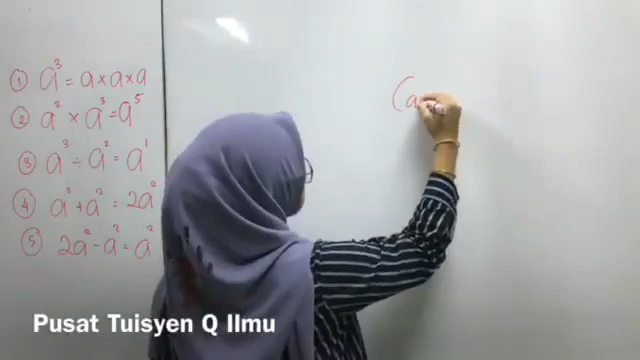 ① a³ = a × a × a
② a² × a³ = a⁵
③ a³ ÷ a² = a¹
④ a² + a² = 2a²
⑤ 2a² - a² = a²
(a
Pusat Tuisyen Q Ilmu